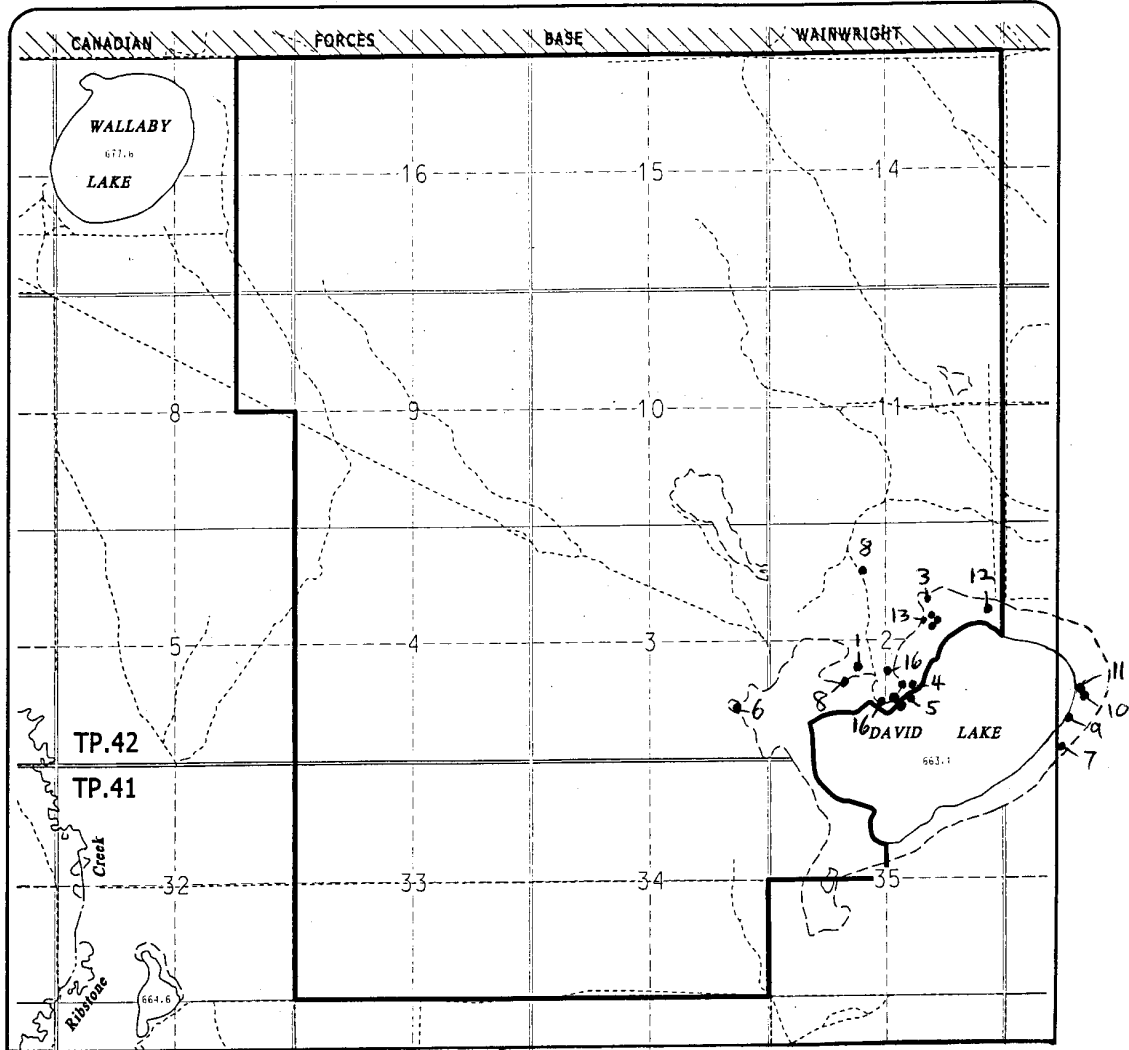 CANADIAN FORCES BASE WAINWRIGHT
WALLABY
677.6
LAKE
16 15 14
8 9 10 11
8
3 12
13
5 4 3 2
1 16
8 4
6 16 5
11
10
9
7
DAVID LAKE
663.1
TP.42
TP.41
Creek
32 33 34 35
Ribstone
664.6